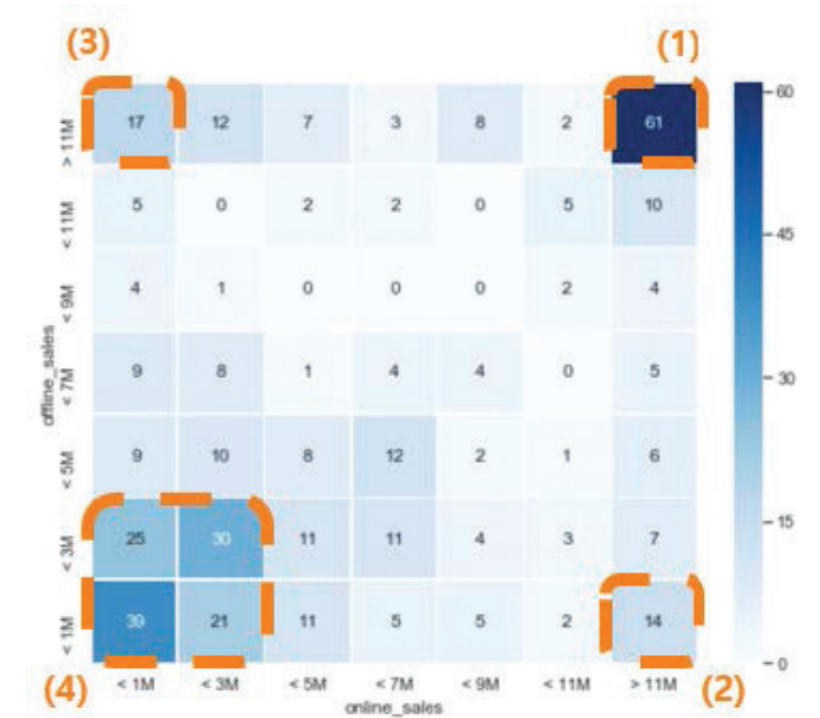 (3) (1)
> 11M 17 12 7 3 8 2 61
< 11M 5 0 2 2 0 5 10
< 9M 4 1 0 0 0 2 4
< 7M 9 8 1 4 4 0 5
< 5M 9 10 8 12 2 1 6
< 3M 25 30 11 11 4 3 7
< 1M 39 21 11 5 5 2 14
offline_sales
60
45
30
15
0
(4) < 1M < 3M < 5M < 7M < 9M < 11M > 11M (2)
online_sales